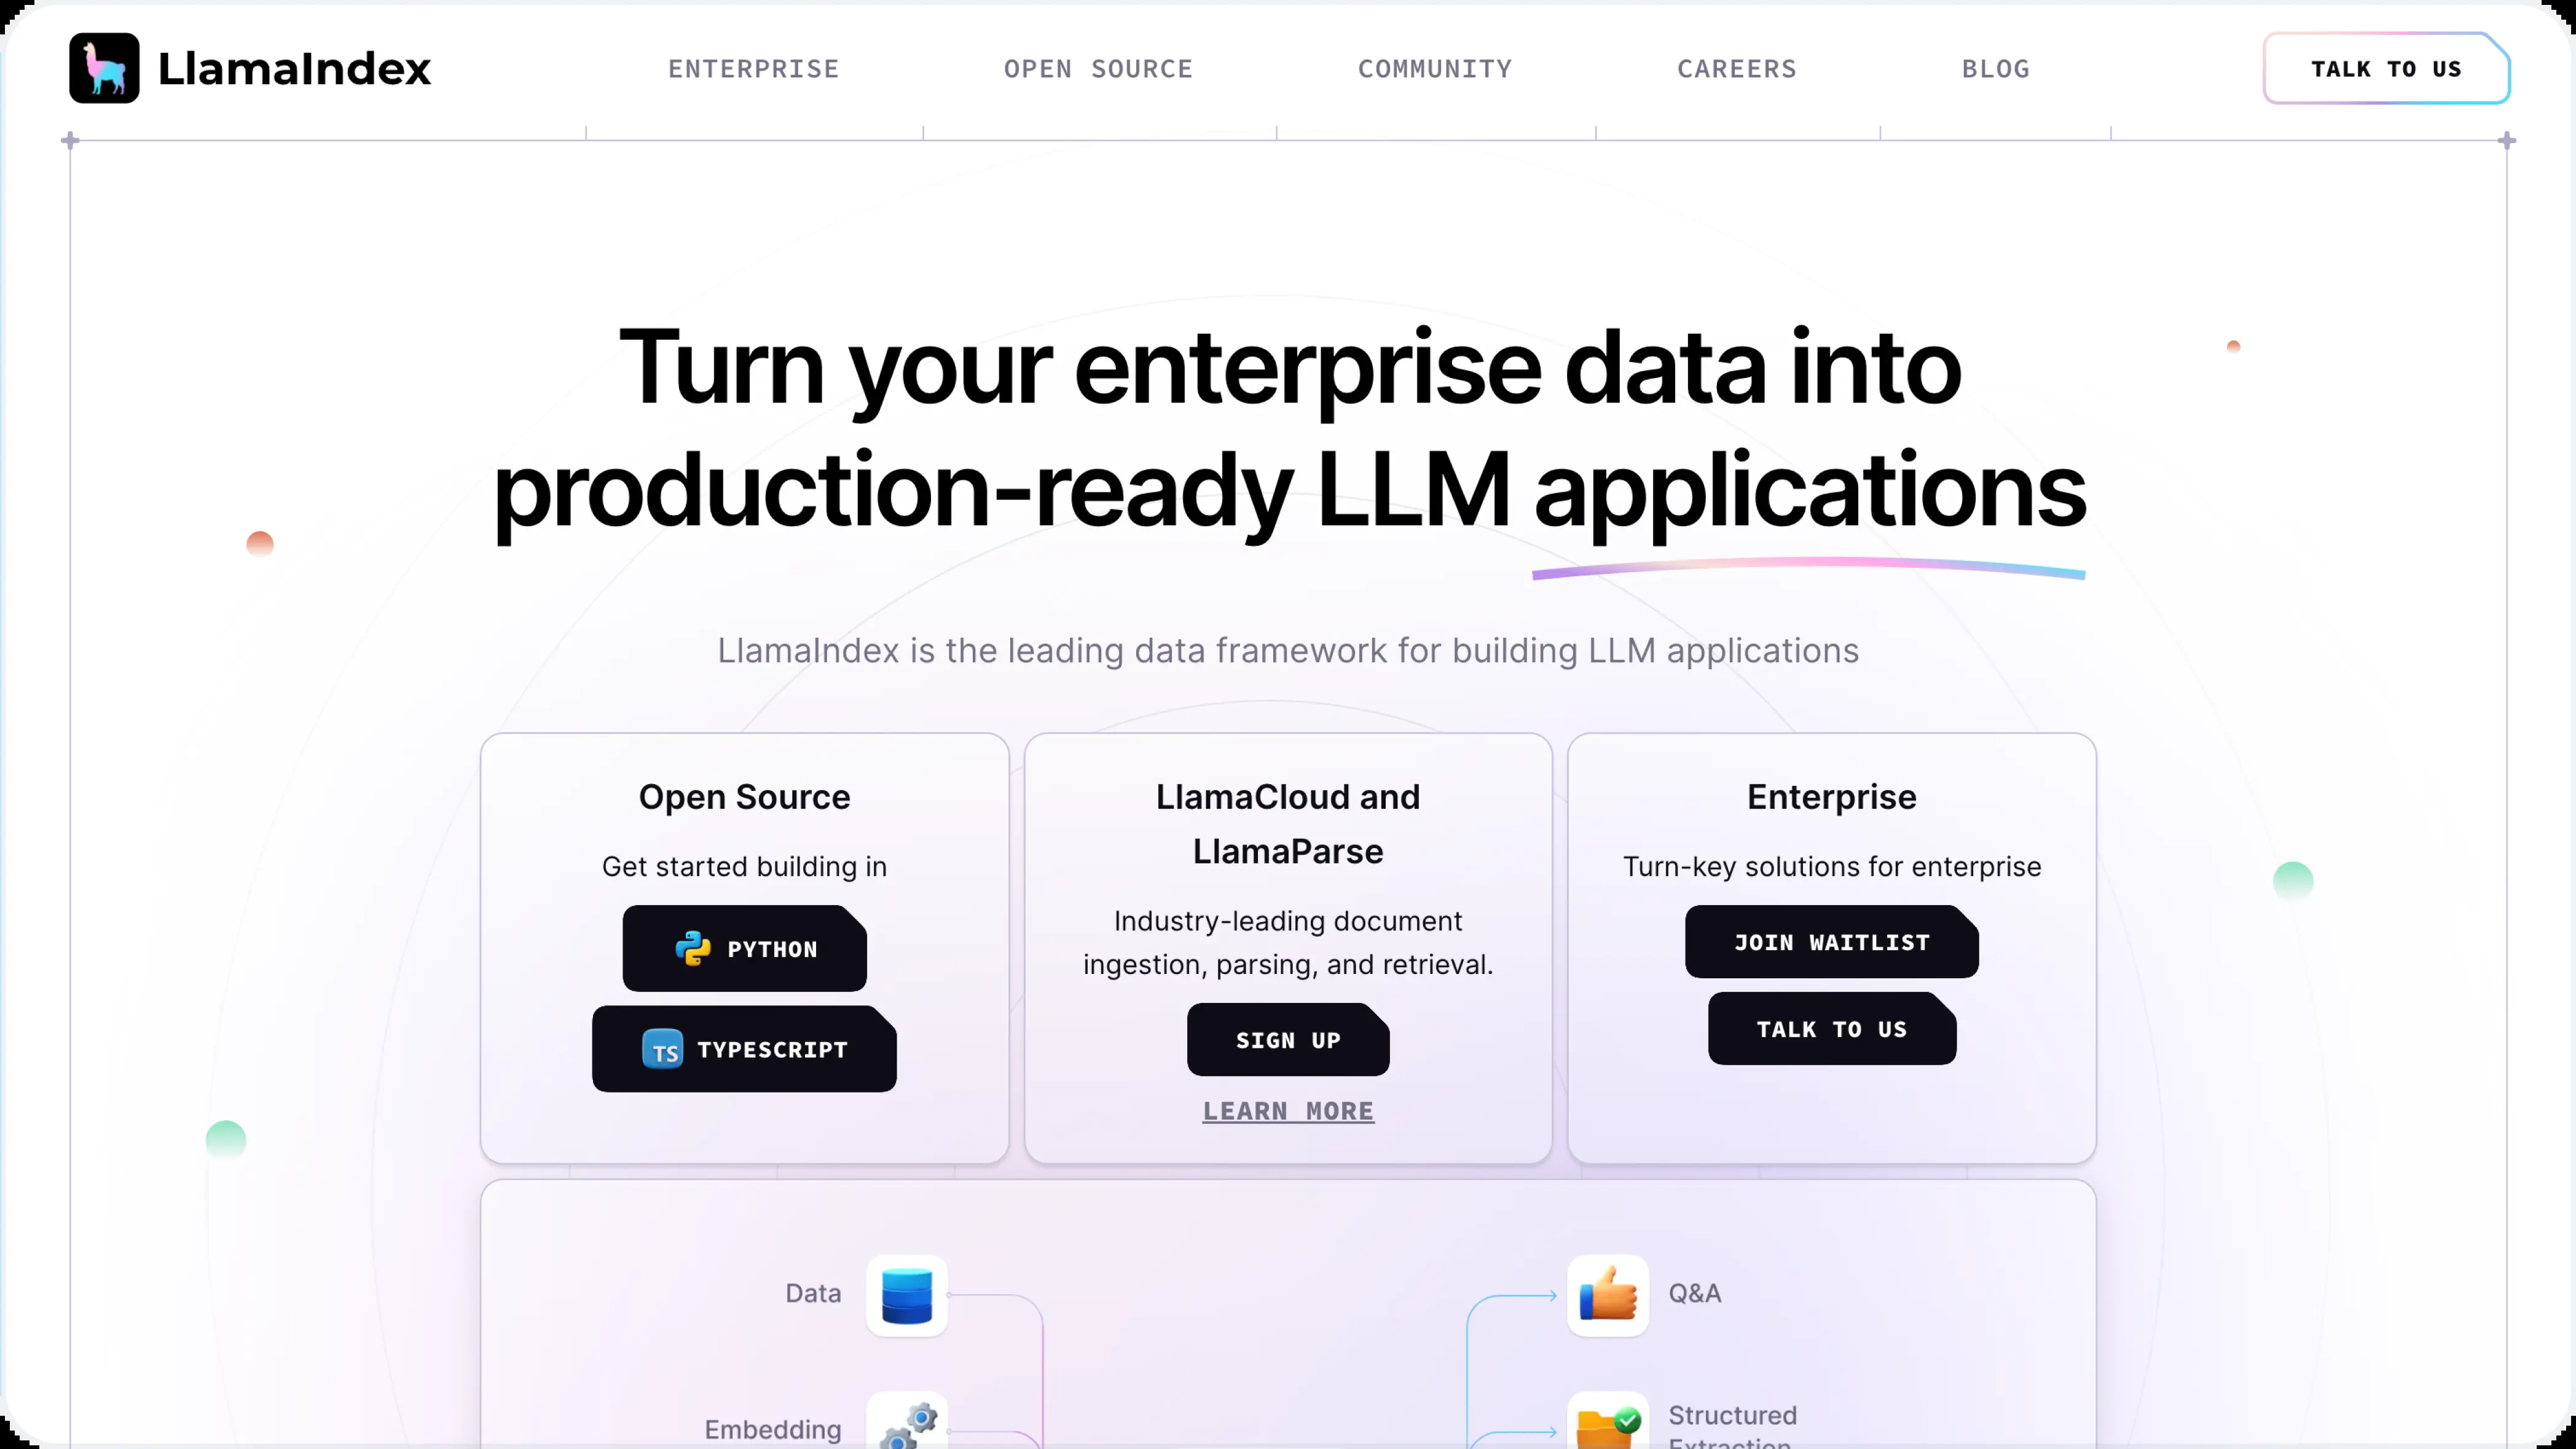 LlamaIndex
ENTERPRISE
OPEN SOURCE
COMMUNITY
CAREERS
BLOG
TALK TO US
Turn your enterprise data into
production-ready LLM applications
LlamaIndex is the leading data framework for building LLM applications
Open Source
Get started building in
PYTHON
TS TYPESCRIPT
LlamaCloud and
LlamaParse
Industry-leading document
ingestion, parsing, and retrieval.
SIGN UP
LEARN MORE
Enterprise
Turn-key solutions for enterprise
JOIN WAITLIST
TALK TO US
Data
Q&A
Embedding
Structured
Extraction